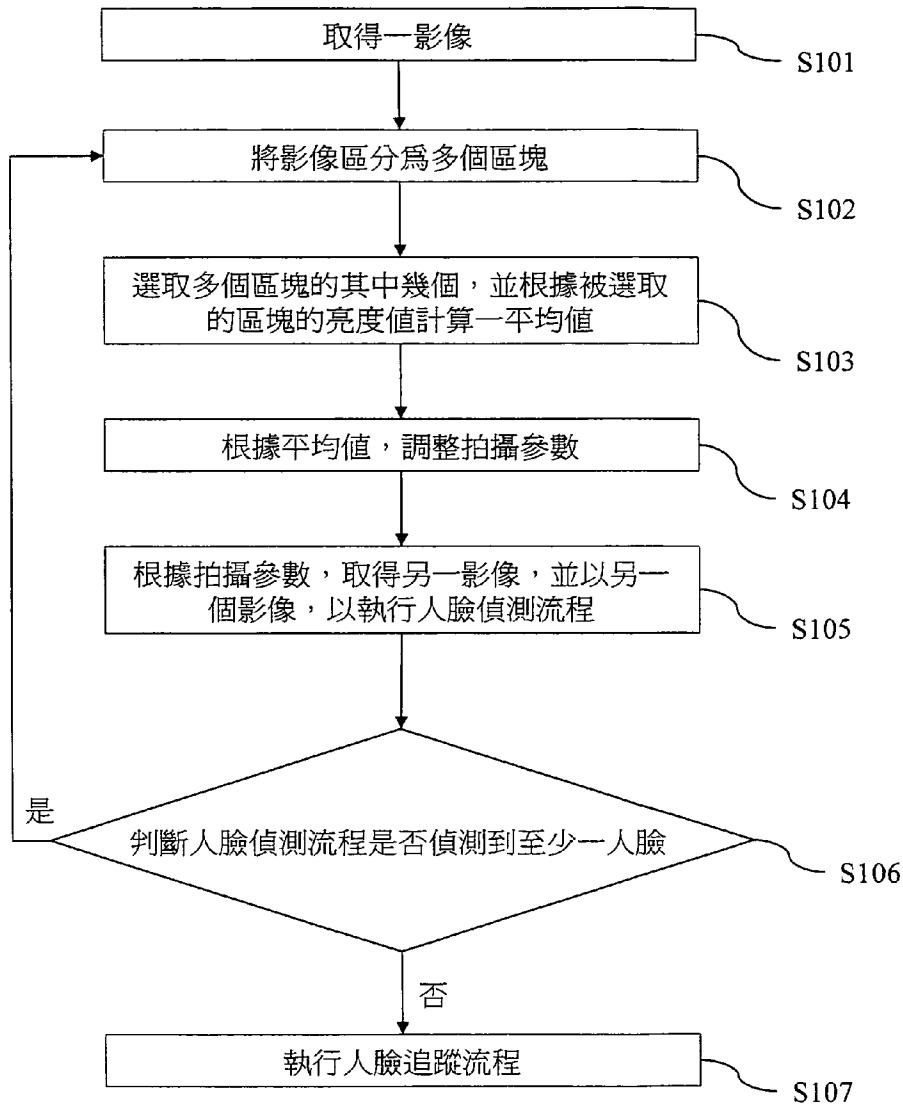 取得一影像
S101
將影像區分爲多個區塊
S102
選取多個區塊的其中幾個，並根據被選取
的區塊的亮度值計算一平均值
S103
根據平均值，調整拍攝參數
S104
根據拍攝參數，取得另一影像，並以另一
個影像，以執行人臉偵測流程
S105
是
判斷人臉偵測流程是否偵測到至少一人臉
S106
否
執行人臉追蹤流程
S107